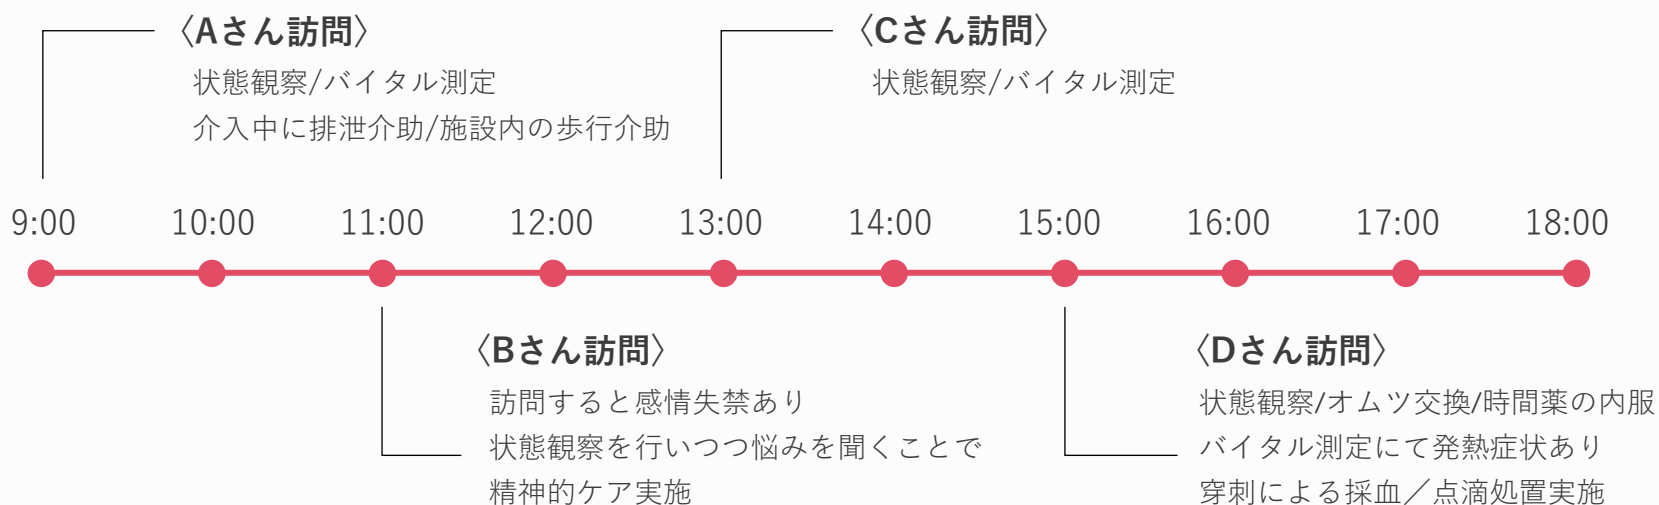 〈Aさん訪問〉
状態観察/バイタル測定
介入中に排泄介助/施設内の歩行介助
〈Cさん訪問〉
状態観察/バイタル測定
9:00 10:00 11:00 12:00 13:00 14:00 15:00 16:00 17:00 18:00
〈Bさん訪問〉
訪問すると感情失禁あり
状態観察を行いつつ悩みを聞くことで
精神的ケア実施
〈Dさん訪問〉
状態観察/オムツ交換/時間薬の内服
バイタル測定にて発熱症状あり
穿刺による採血／点滴処置実施